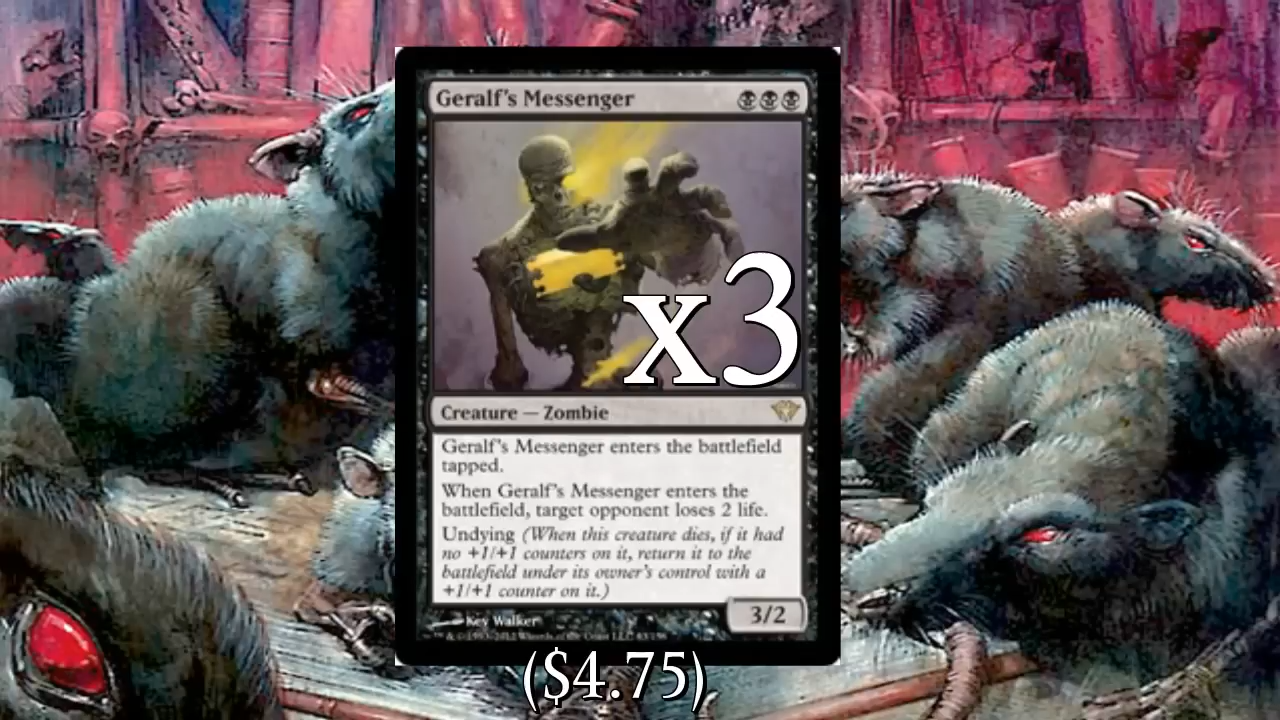 Geralf's Messenger
x3
Creature — Zombie
Geralf's Messenger enters the battlefield
tapped.
When Geralf's Messenger enters the
battlefield, target opponent loses 2 life.
Undying (When this creature dies, if it had
no +1/+1 counters on it, return it to the
battlefield under its owner's control with a
+1/+1 counter on it.)
3/2
Kev Walker
($4.75)